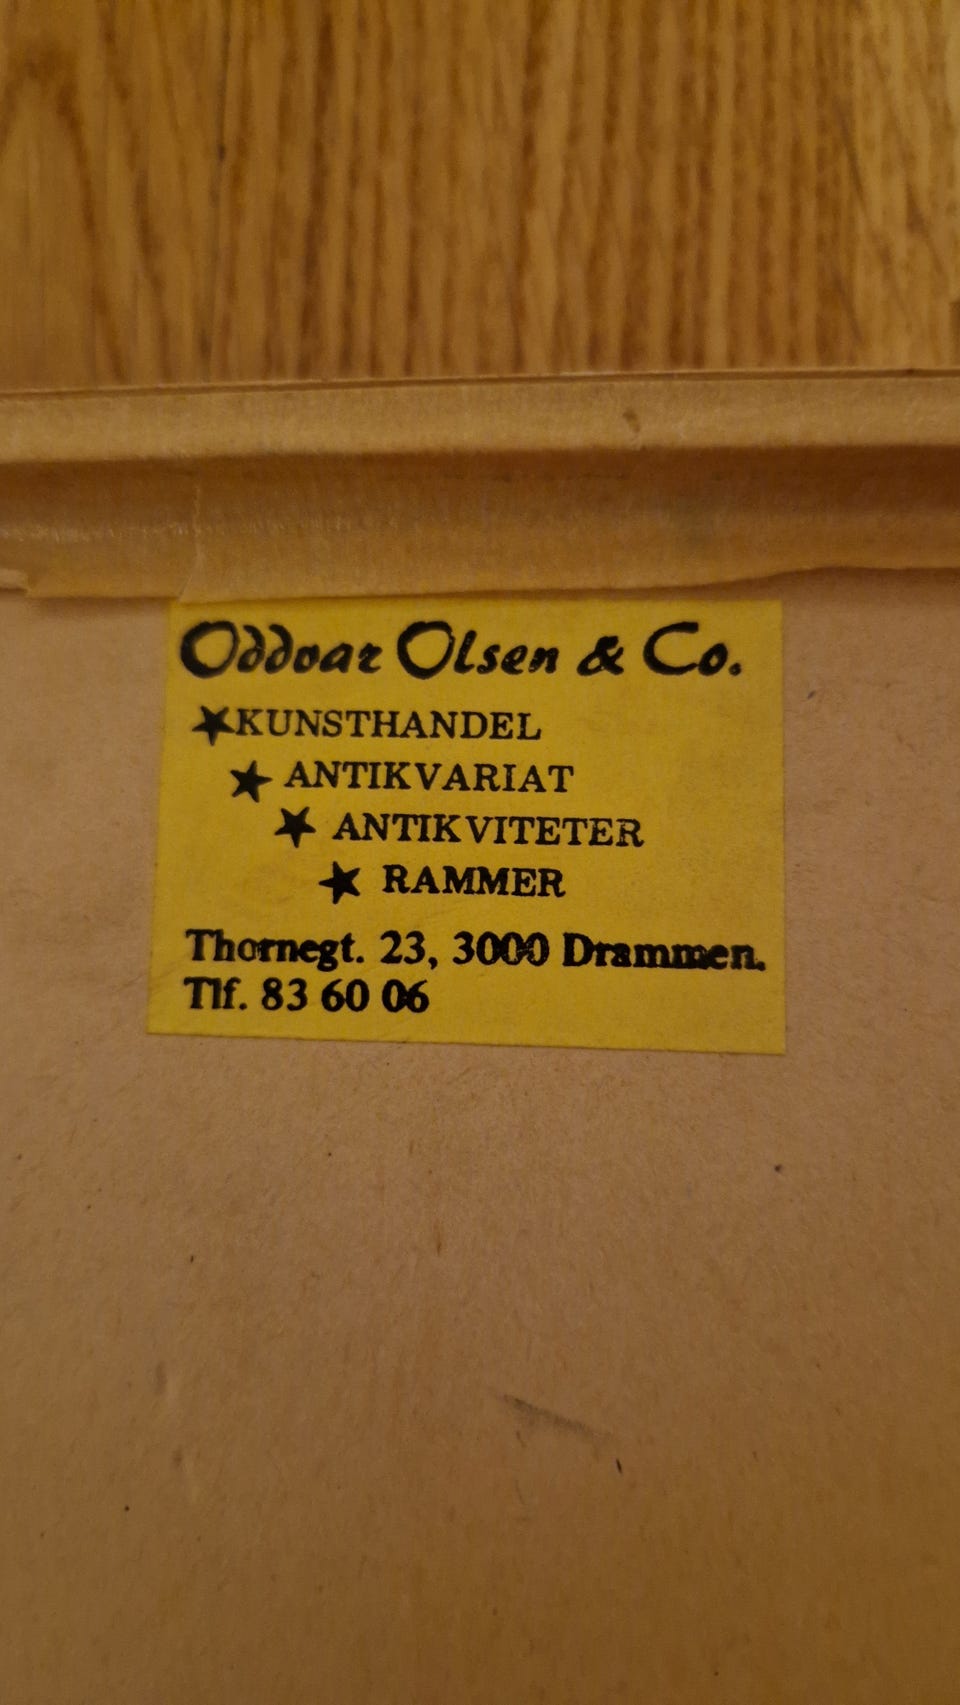 Oddvar Olsen & Co.
★KUNSTHANDEL
★ ANTIKVARIAT
★ ANTIKVITETER
★ RAMMER
Thornegt. 23, 3000 Drammen.
Tlf. 83 60 06